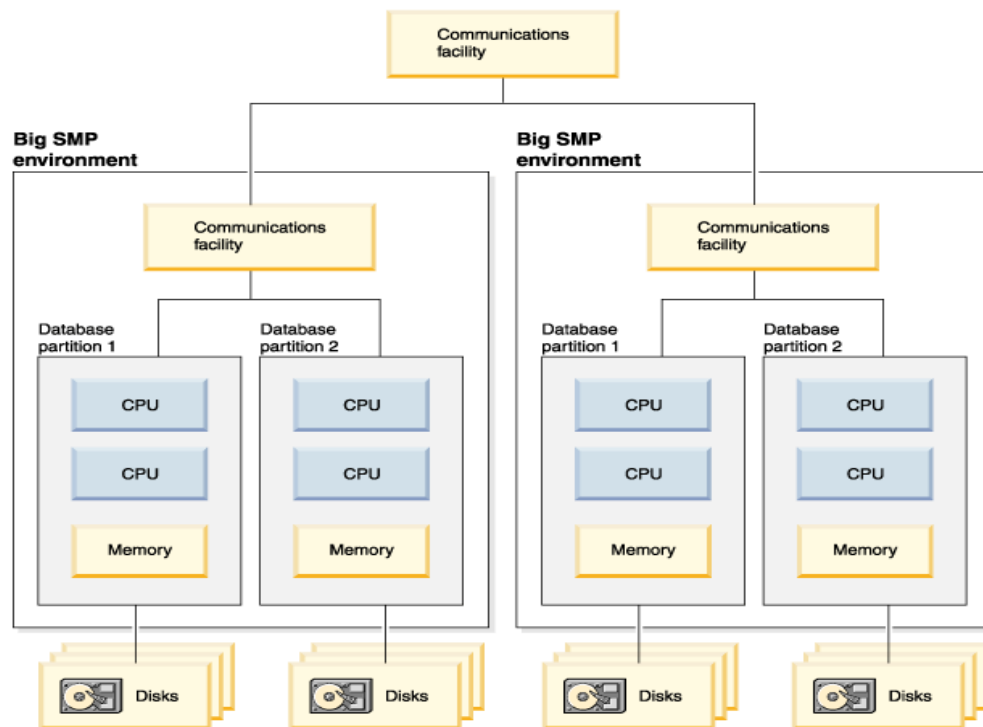 Communications
facility
Big SMP
environment
Big SMP
environment
Communications
facility
Communications
facility
Database
partition 1
Database
partition 2
Database
partition 1
Database
partition 2
CPU
CPU
CPU
CPU
CPU
CPU
CPU
CPU
Memory
Memory
Memory
Memory
Disks
Disks
Disks
Disks